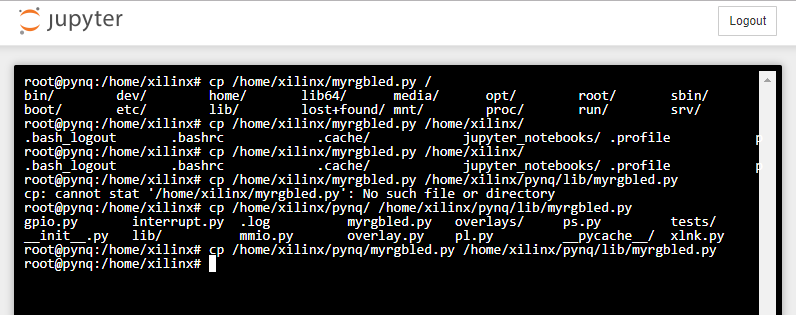 jupyter
Logout
root@pynq:/home/xilinx# cp /home/xilinx/myrgbled.py /
bin/ dev/ home/ lib64/ media/ opt/ root/ sbin/
boot/ etc/ lib/ lost+found/ mnt/ proc/ run/ srv/
root@pynq:/home/xilinx# cp /home/xilinx/myrgbled.py /home/xilinx/
.bash_logout .bashrc .cache/ jupyter_notebooks/ .profile p
root@pynq:/home/xilinx# cp /home/xilinx/myrgbled.py /home/xilinx/
.bash_logout .bashrc .cache/ jupyter_notebooks/ .profile p
root@pynq:/home/xilinx# cp /home/xilinx/myrgbled.py /home/xilinx/pynq/lib/myrgbled.py
cp: cannot stat '/home/xilinx/myrgbled.py': No such file or directory
root@pynq:/home/xilinx# cp /home/xilinx/pynq/ /home/xilinx/pynq/lib/myrgbled.py
gpio.py interrupt.py .log myrgbled.py overlays/ ps.py tests/
__init__.py lib/ mmio.py overlay.py pl.py __pycache__/ xlnk.py
root@pynq:/home/xilinx# cp /home/xilinx/pynq/myrgbled.py /home/xilinx/pynq/lib/myrgbled.py
root@pynq:/home/xilinx#